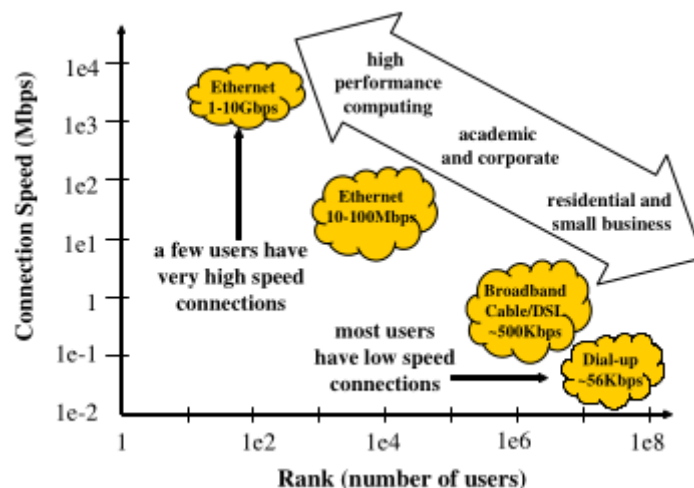 Connection Speed (Mbps)
1e4
1e3
1e2
1e1
1
1e-1
1e-2
Ethernet
1-10Gbps
high
performance
computing
academic
and corporate
residential and
small business
Ethernet
10-100Mbps
a few users have
very high speed
connections
Broadband
Cable/DSL
~500Kbps
most users
have low speed
connections
Dial-up
~56Kbps
1
1e2
1e4
1e6
1e8
Rank (number of users)